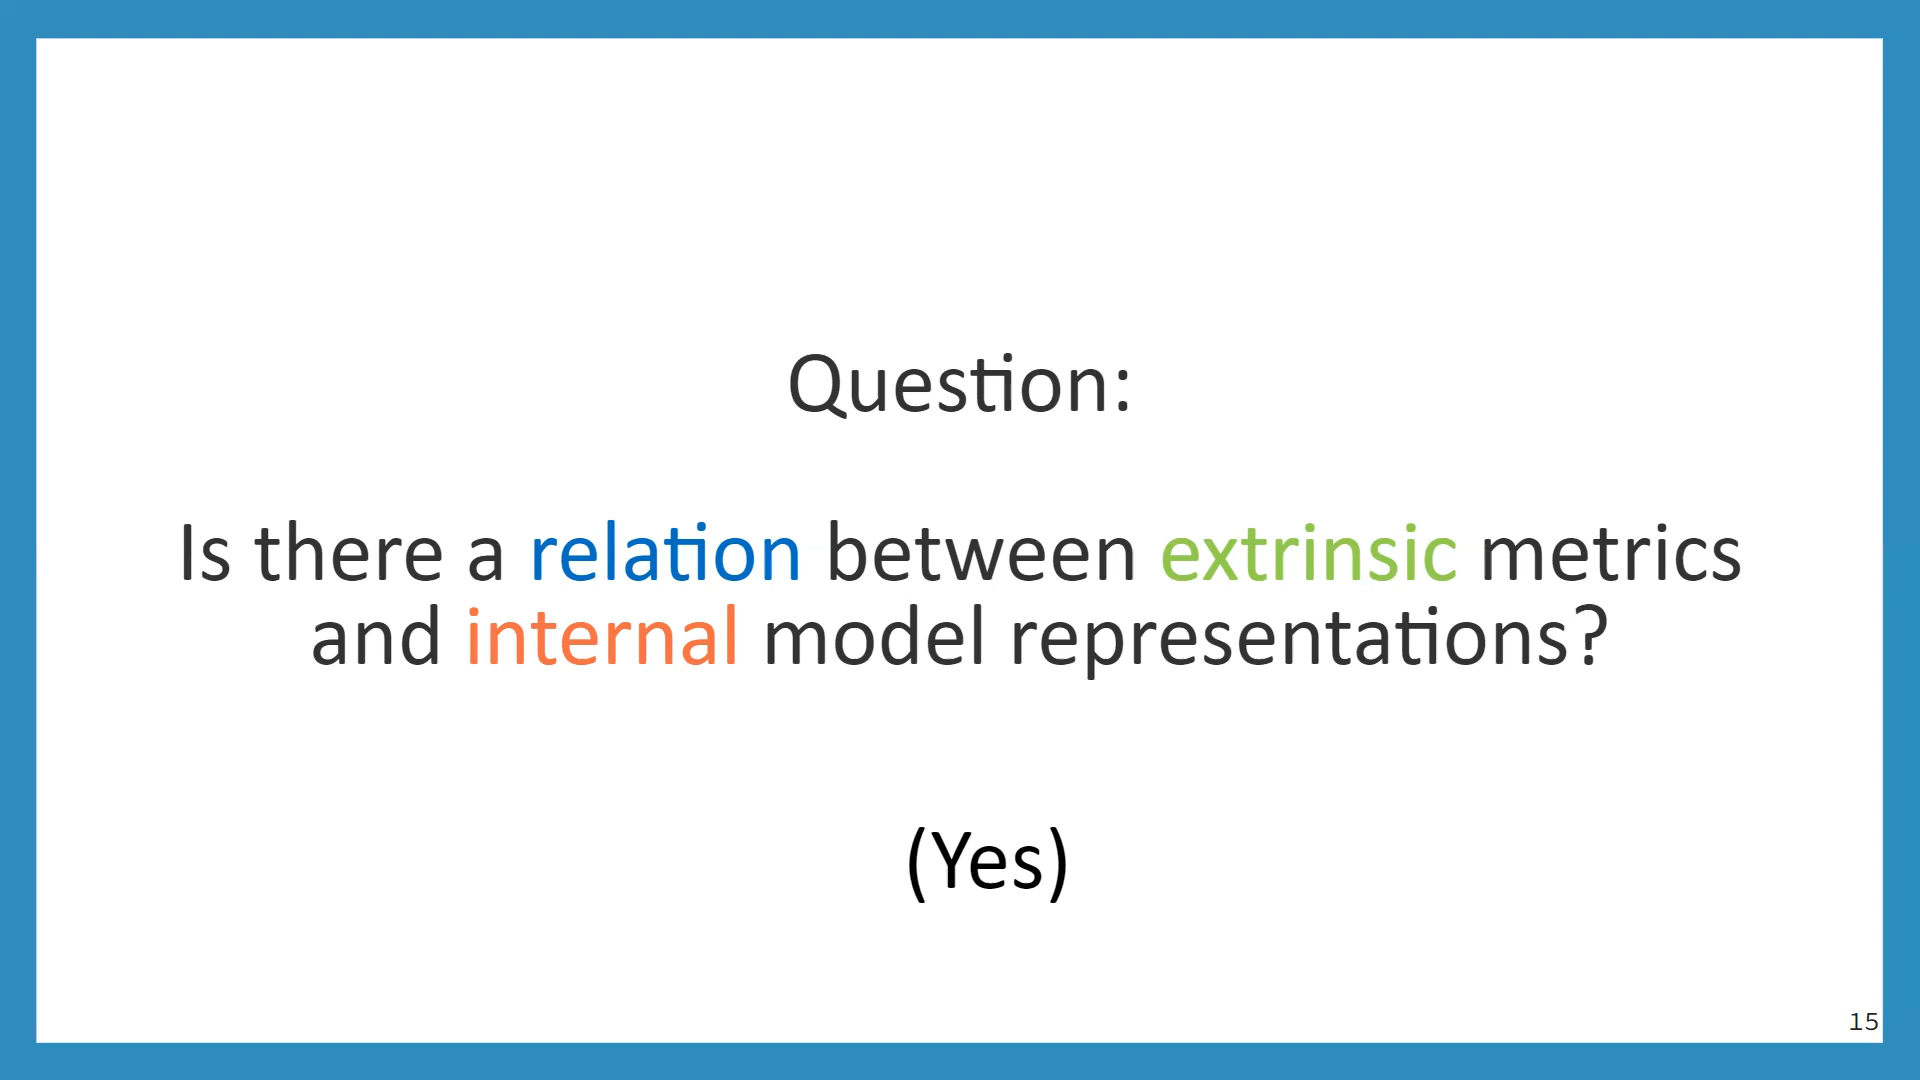 Question:
Is there a relation between extrinsic metrics
and internal model representations?
(Yes)
15